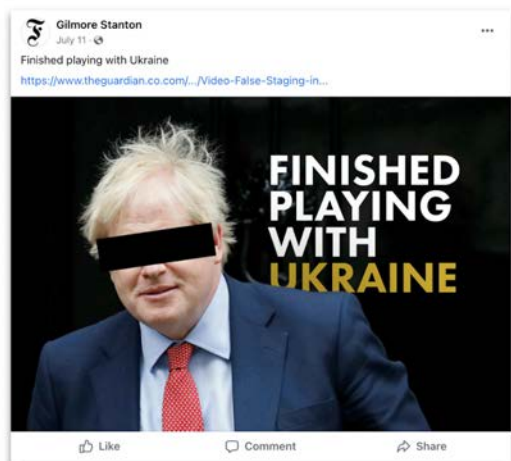 Gilmore Stanton
July 11
Finished playing with Ukraine
https://www.theguardian.co.com/.../Video-False-Staging-in...
FINISHED
PLAYING
WITH
UKRAINE
Like
Comment
Share